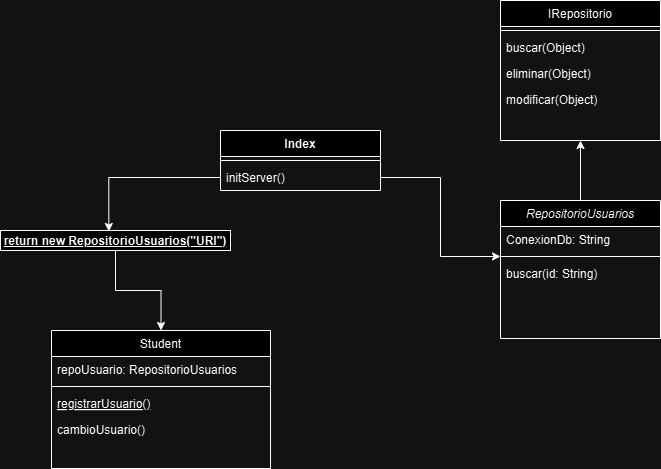 IRepositorio
buscar(Object)
eliminar(Object)
modificar(Object)
Index
initServer()
return new RepositorioUsuarios("URI")
RepositorioUsuarios
ConexionDb: String
buscar(id: String)
Student
repoUsuario: RepositorioUsuarios
registrarUsuario()
cambioUsuario()